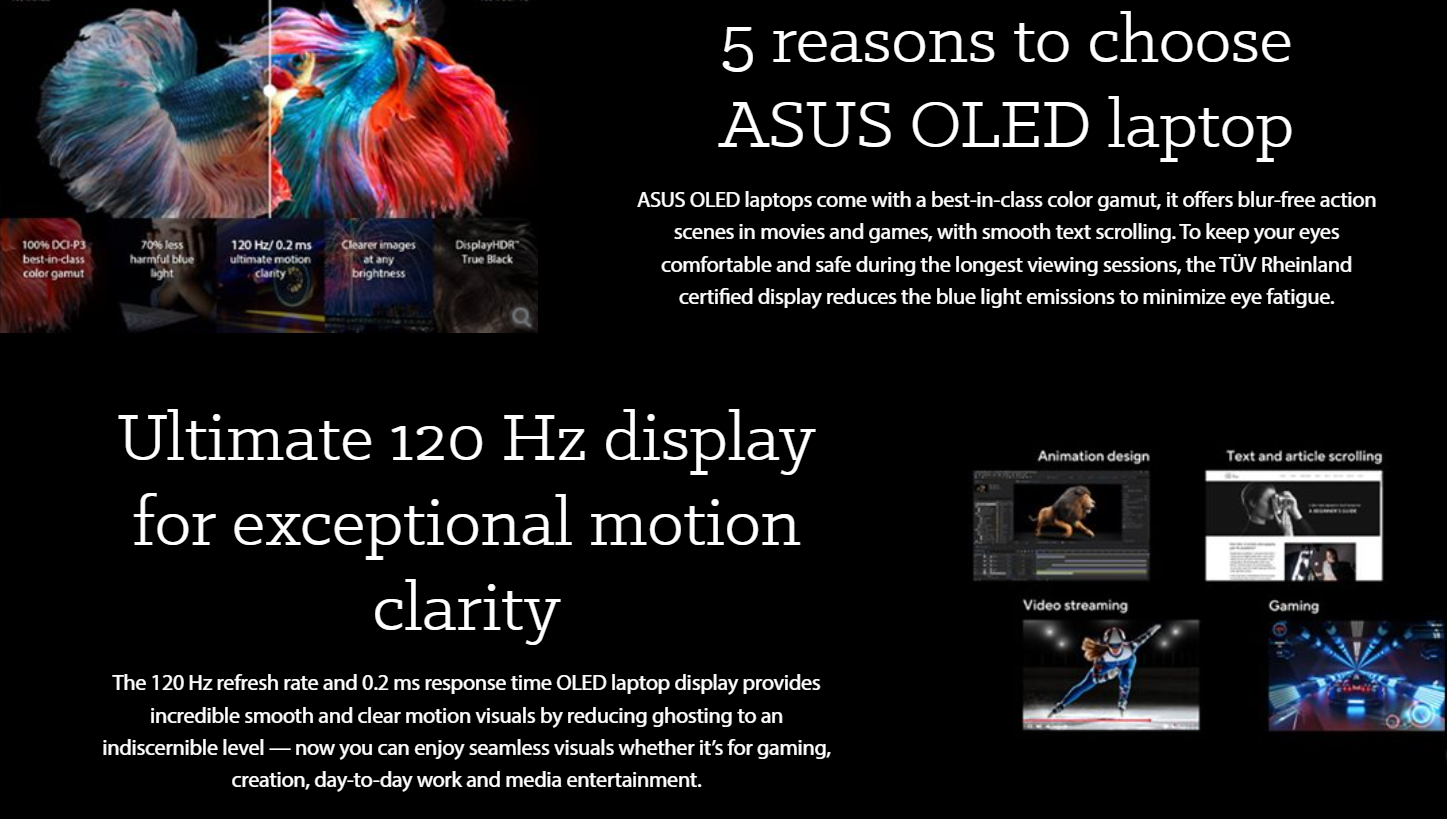 5 reasons to choose
ASUS OLED laptop
ASUS OLED laptops come with a best-in-class color gamut, it offers blur-free action
scenes in movies and games, with smooth text scrolling. To keep your eyes
comfortable and safe during the longest viewing sessions, the TÜV Rheinland
certified display reduces the blue light emissions to minimize eye fatigue.
100% DCI-P3
best-in-class
color gamut
70% less
harmful blue
light
120 Hz/ 0.2 ms
ultimate motion
clarity
Clearer images
at any
brightness
DisplayHDR™
True Black
Ultimate 120 Hz display
for exceptional motion
clarity
The 120 Hz refresh rate and 0.2 ms response time OLED laptop display provides
incredible smooth and clear motion visuals by reducing ghosting to an
indiscernible level — now you can enjoy seamless visuals whether it's for gaming,
creation, day-to-day work and media entertainment.
Animation design
Text and article scrolling
A BEGINNER'S GUIDE
Video streaming
Gaming